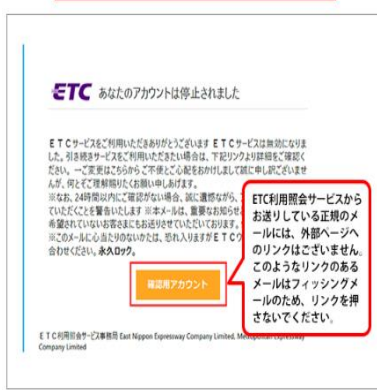 ETC あなたのアカウントは停止されました
ＥＴＣサービスをご利用いただきありがとうございます ＥＴＣサービスは無効になりま
した。引き続きサービスをご利用いただきたい場合は、下記リンクより詳細をご確認く
ださい。一ご変更はこちらからご不便とご心配をおかけしまして誠に申し訳ございませ
んが、何とぞご理解賜りたくお願い申しあげます。
※なお、24時間以内にご確認がない場合、誠に遺憾ながら、
ていただくことを警告いたします ※本メールは、重要なお知らせ
希望されていないお客さまにもお送りさせていただいております。
※このメールに心当たりのないかたは、恐れ入りますがＥＴＣ
合わせください。永久ロック。
確認用アカウント
ETC利用照会サービスから
お送りしている正規のメ
ールには、外部ページへ
のリンクはございません。
このようなリンクのある
メールはフィッシングメ
ールのため、リンクを押
さないでください。
ＥＴＣ利用照会サービス事務局 East Nippon Expressway Company Limited, Metropolitan Expressway
Company Limited